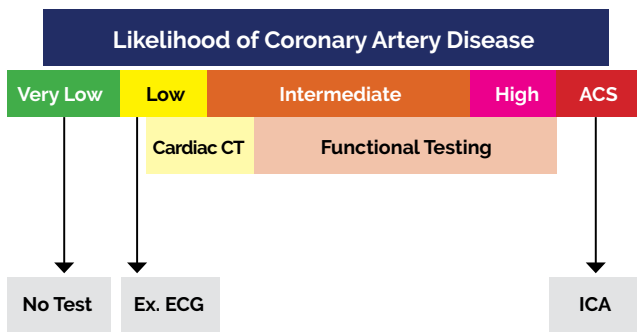 Likelihood of Coronary Artery Disease
Very Low Low Intermediate High ACS
Cardiac CT Functional Testing
No Test Ex. ECG ICA